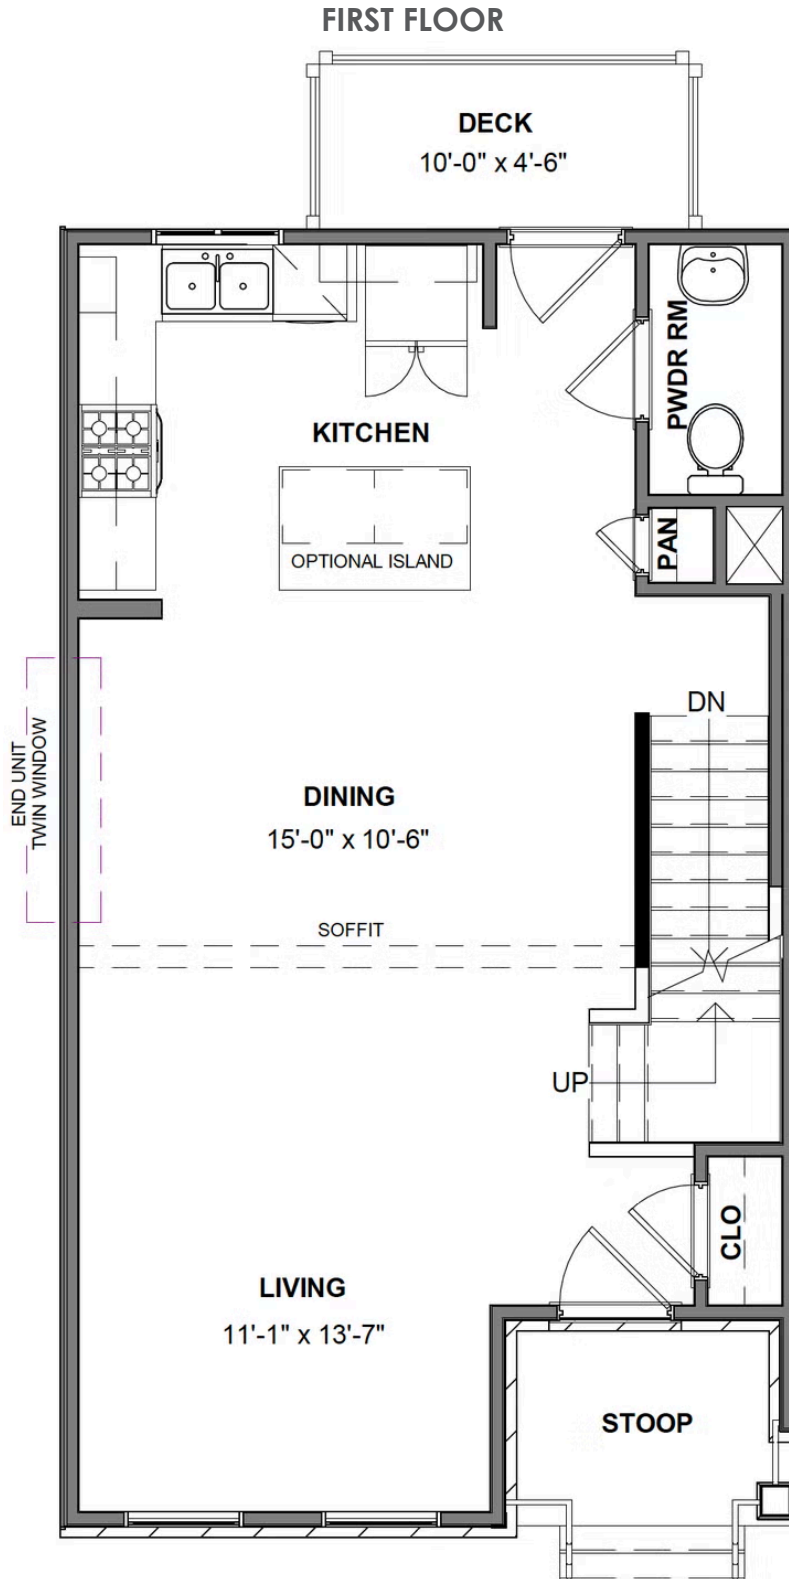 FIRST FLOOR
DECK
10'-0" x 4'-6"
PWDR RM
KITCHEN
PAN
OPTIONAL ISLAND
DN
END UNIT
TWIN WINDOW
DINING
15'-0" x 10'-6"
SOFFIT
UP
CLO
LIVING
11'-1" x 13'-7"
STOOP